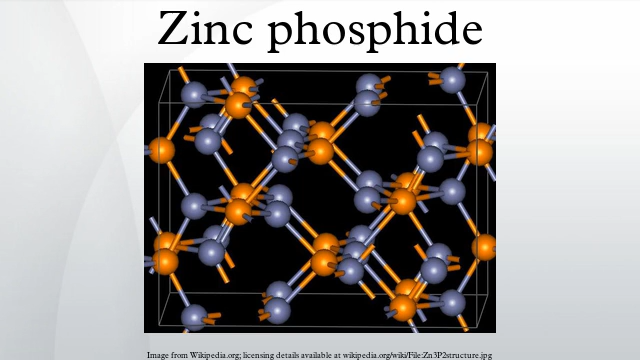 Zinc phosphide
Image from Wikipedia.org; licensing details available at wikipedia.org/wiki/File:Zn3P2structure.jpg